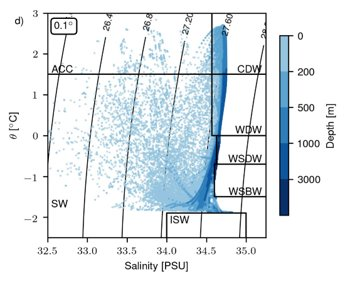 d)
0.1°
26.4
26.8
27.20
27.60
3
2
1
0
−1
−2
θ [°C]
ACC
CDW
WDW
WSDW
WSBW
SW
ISW
32.5 33.0 33.5 34.0 34.5 35.0
Salinity [PSU]
0
200
500
1000
3000
Depth [m]